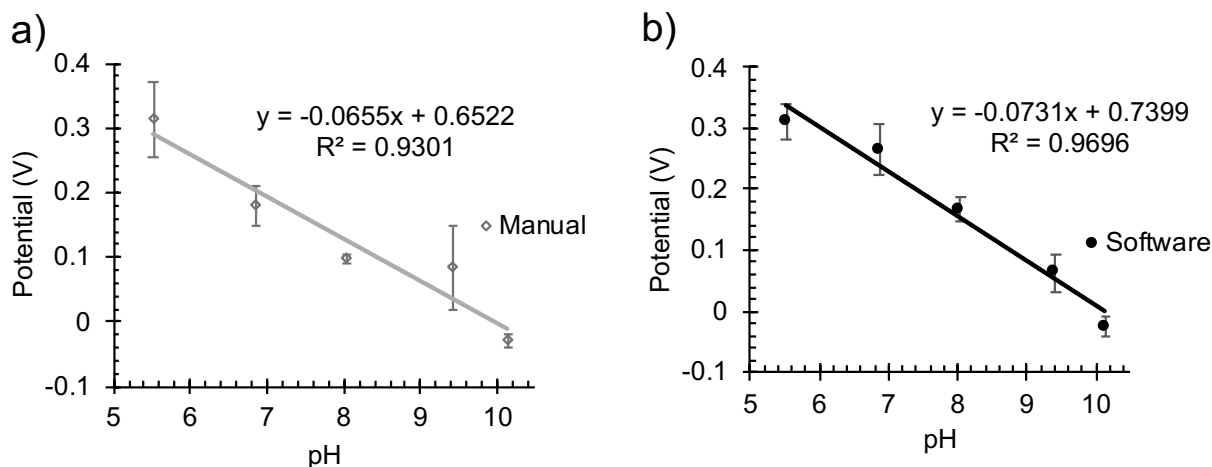 a)
0.4
0.3
0.2
0.1
0
-0.1
Potential (V)
y = -0.0655x + 0.6522
R² = 0.9301
Manual
5 6 7 8 9 10
pH
b)
0.4
0.3
0.2
0.1
0
-0.1
Potential (V)
y = -0.0731x + 0.7399
R² = 0.9696
Software
5 6 7 8 9 10
pH